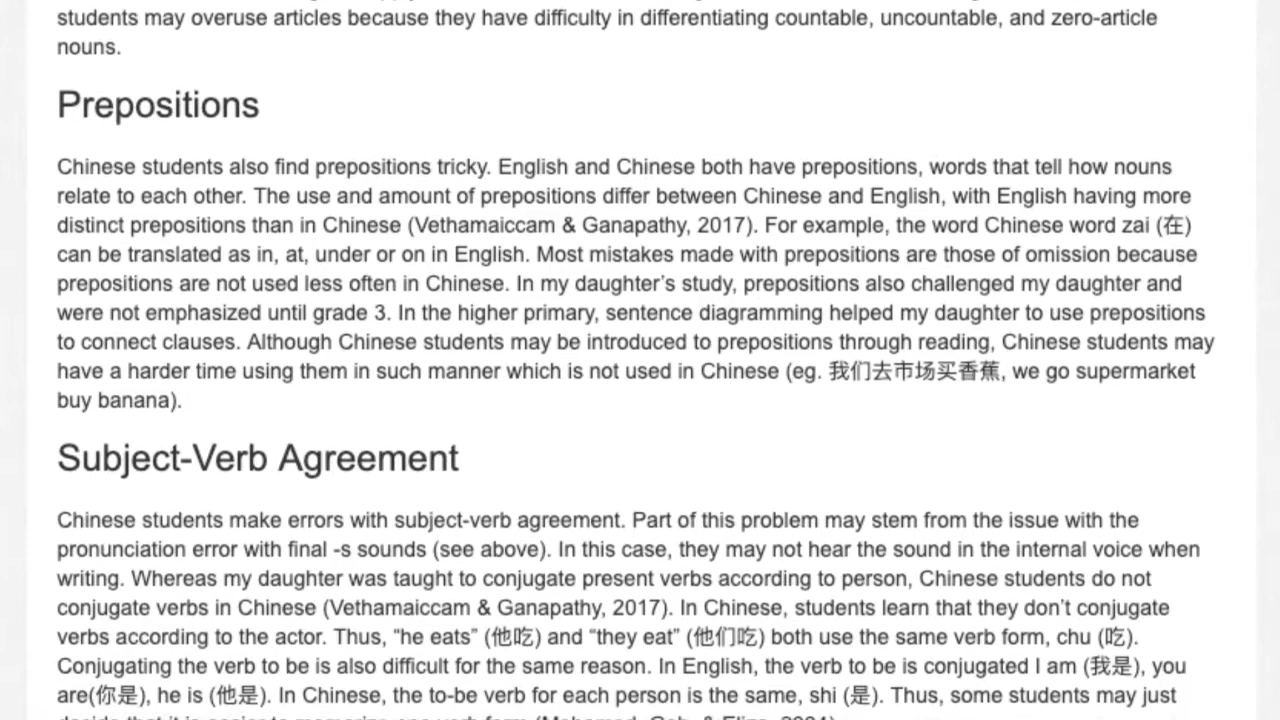 students may overuse articles because they have difficulty in differentiating countable, uncountable, and zero-article
nouns.
Prepositions
Chinese students also find prepositions tricky. English and Chinese both have prepositions, words that tell how nouns
relate to each other. The use and amount of prepositions differ between Chinese and English, with English having more
distinct prepositions than in Chinese (Vethamaiccam & Ganapathy, 2017). For example, the word Chinese word zai (在)
can be translated as in, at, under or on in English. Most mistakes made with prepositions are those of omission because
prepositions are not used less often in Chinese. In my daughter’s study, prepositions also challenged my daughter and
were not emphasized until grade 3. In the higher primary, sentence diagramming helped my daughter to use prepositions
to connect clauses. Although Chinese students may be introduced to prepositions through reading, Chinese students may
have a harder time using them in such manner which is not used in Chinese (eg. 我们去市场买香蕉, we go supermarket
buy banana).
Subject-Verb Agreement
Chinese students make errors with subject-verb agreement. Part of this problem may stem from the issue with the
pronunciation error with final -s sounds (see above). In this case, they may not hear the sound in the internal voice when
writing. Whereas my daughter was taught to conjugate present verbs according to person, Chinese students do not
conjugate verbs in Chinese (Vethamaiccam & Ganapathy, 2017). In Chinese, students learn that they don’t conjugate
verbs according to the actor. Thus, “he eats” (他吃) and “they eat” (他们吃) both use the same verb form, chu (吃).
Conjugating the verb to be is also difficult for the same reason. In English, the verb to be is conjugated I am (我是), you
are(你是), he is (他是). In Chinese, the to-be verb for each person is the same, shi (是). Thus, some students may just